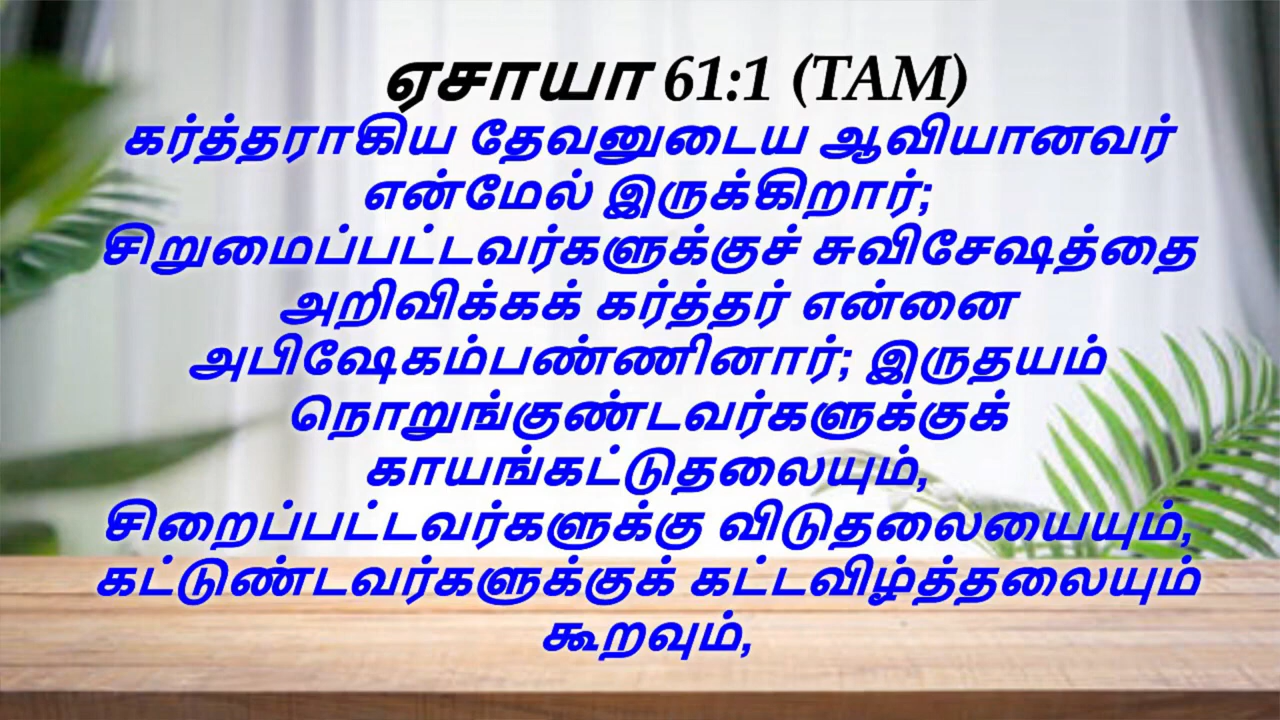 ஏசாயா 61:1 (TAM)
கர்த்தராகிய தேவனுடைய ஆவியானவர்
என்மேல் இருக்கிறார்;
சிறுமைப்பட்டவர்களுக்குச் சுவிசேஷத்தை
அறிவிக்கக் கர்த்தர் என்னை
அபிஷேகம்பண்ணினார்; இருதயம்
நொறுங்குண்டவர்களுக்குக்
காயங்கட்டுதலையும்,
சிறைப்பட்டவர்களுக்கு விடுதலையையும்,
கட்டுண்டவர்களுக்குக் கட்டவிழ்த்தலையும்
கூறவும்,